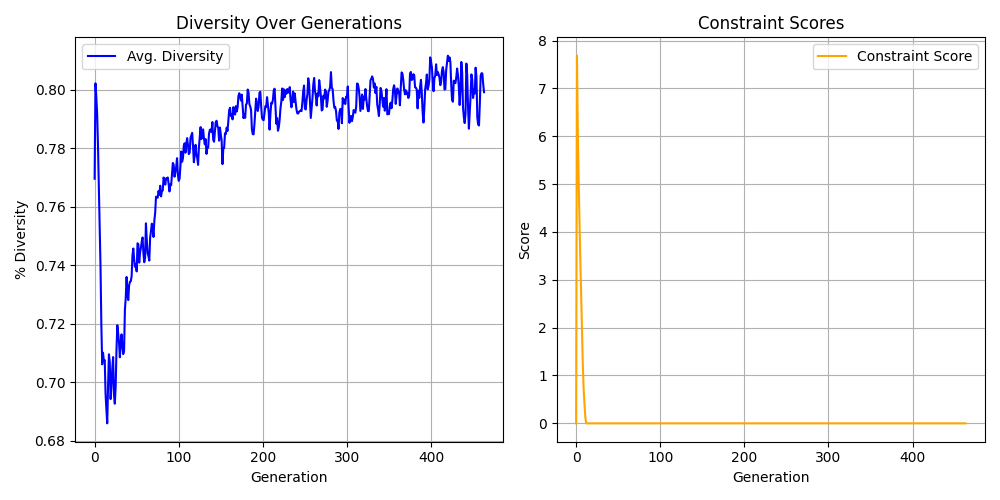 Diversity Over Generations
Avg. Diversity
% Diversity
0.80
0.78
0.76
0.74
0.72
0.70
0.68
0 100 200 300 400
Generation
Constraint Scores
Constraint Score
Score
8
7
6
5
4
3
2
1
0
0 100 200 300 400
Generation